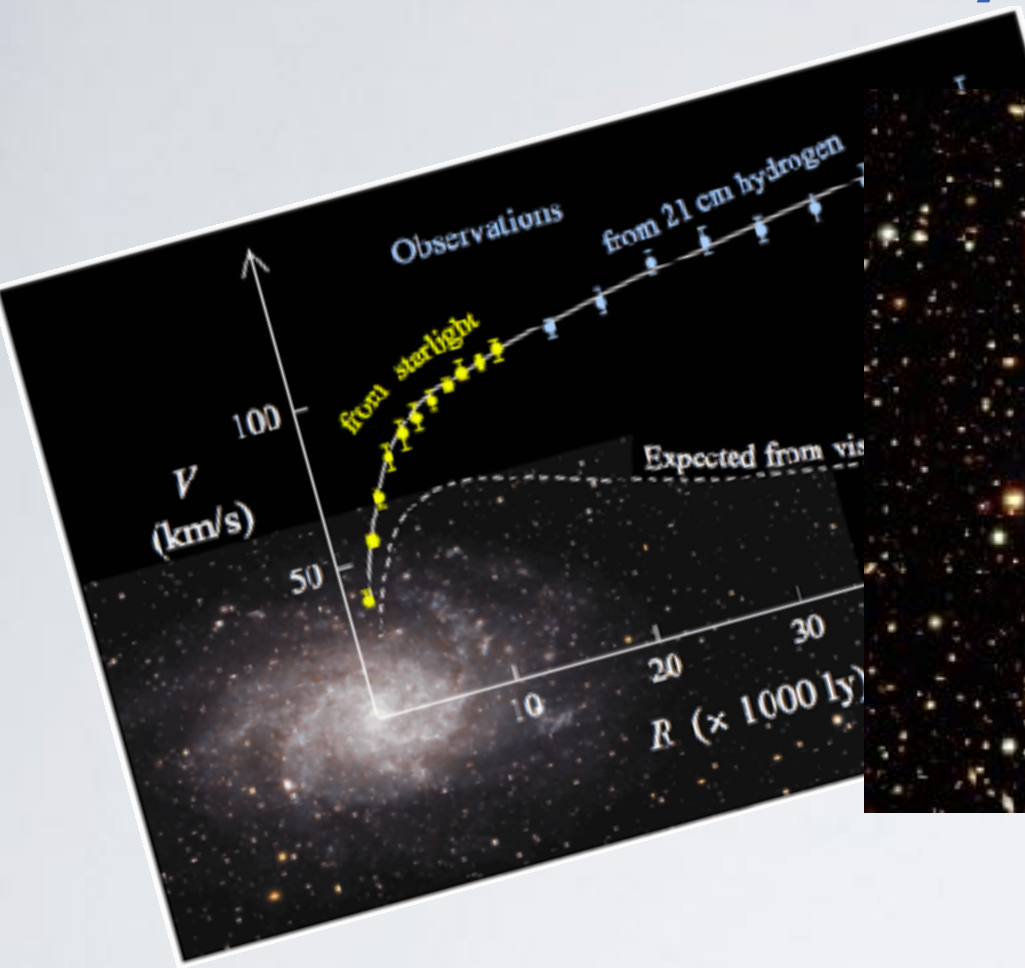 Observations
from 21 cm hydrogen
from starlight
100
V
(km/s)
50
Expected from vis
10
20
30
R (× 1000 ly)